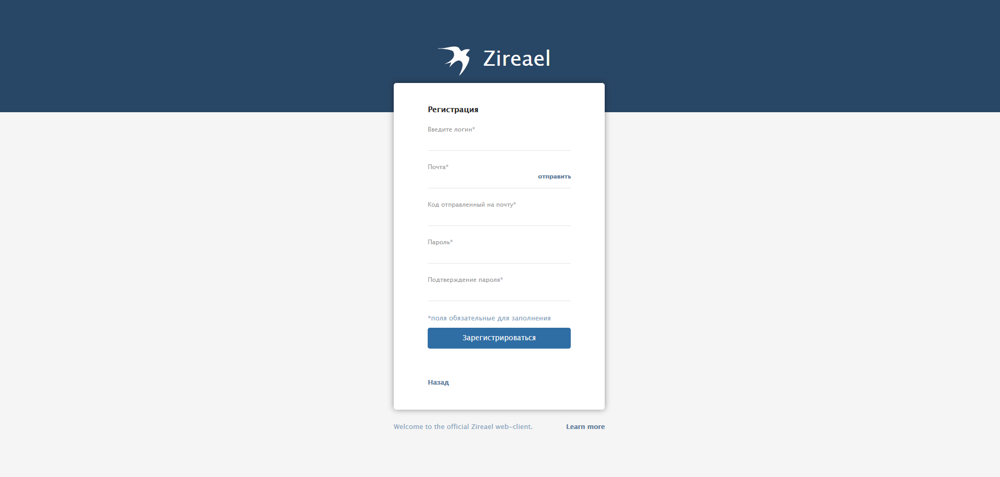 Zireael
Регистрация
Введите логин*
Почта*
отправить
Код отправленный на почту*
Пароль*
Подтверждение пароля*
*поля обязательные для заполнения
Зарегистрироваться
Назад
Welcome to the official Zireael web-client. Learn more